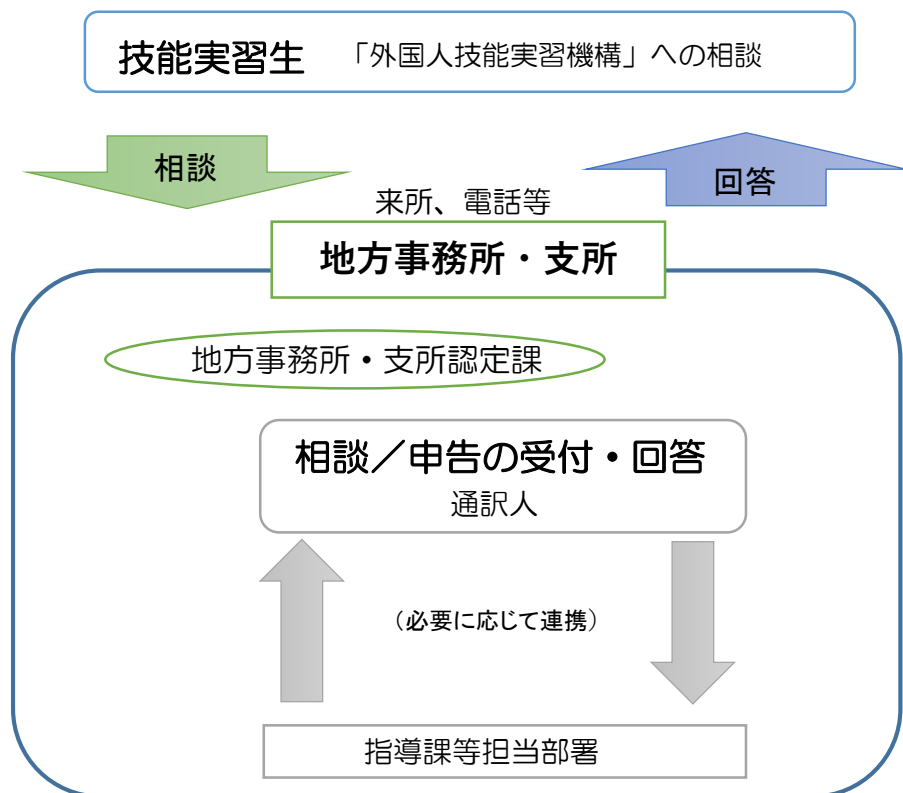 技能実習生 「外国人技能実習機構」への相談
相談
回答
来所、電話等
地方事務所・支所
地方事務所・支所認定課
相談／申告の受付・回答
通訳人
（必要に応じて連携）
指導課等担当部署